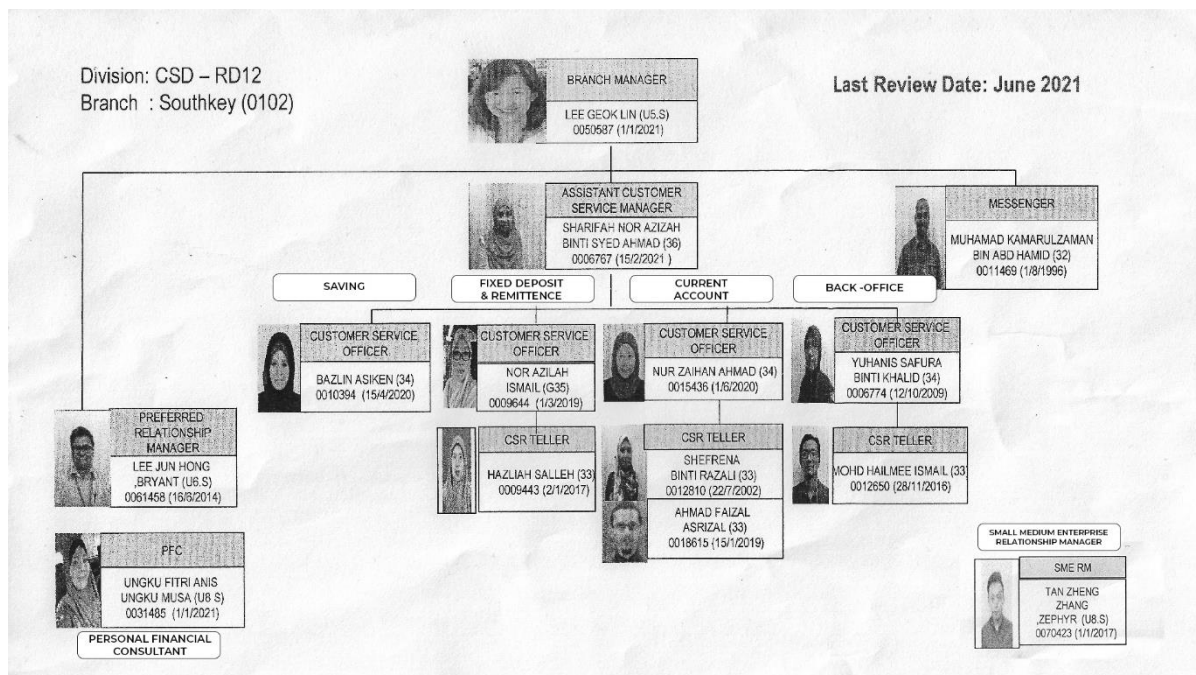 Division: CSD – RD12
Branch : Southkey (0102)
Last Review Date: June 2021
BRANCH MANAGER
LEE GEOK LIN (U5.S)
0050587 (1/1/2021)
ASSISTANT CUSTOMER
SERVICE MANAGER
SHARIFAH NOR AZIZAH
BINTI SYED AHMAD (36)
0006767 (15/2/2021 )
MESSENGER
MUHAMAD KAMARULZAMAN
BIN ABD HAMID (32)
0011469 (1/8/1996)
SAVING
FIXED DEPOSIT
& REMITTENCE
CURRENT
ACCOUNT
BACK -OFFICE
CUSTOMER SERVICE
OFFICER
BAZLIN ASIKEN (34)
0010394 (15/4/2020)
CUSTOMER SERVICE
OFFICER
NOR AZILAH
ISMAIL (G35)
0009644 (1/3/2019)
CUSTOMER SERVICE
OFFICER
NUR ZAIHAN AHMAD (34)
0015436 (1/6/2020)
CUSTOMER SERVICE
OFFICER
YUHANIS SAFURA
BINTI KHALID (34)
0006774 (12/10/2009)
PREFERRED
RELATIONSHIP
MANAGER
LEE JUN HONG
,BRYANT (U6.S)
0061458 (16/6/2014)
CSR TELLER
HAZLIAH SALLEH (33)
0009443 (2/1/2017)
CSR TELLER
SHEFRENA
BINTI RAZALI (33)
0012810 (22/7/2002)
AHMAD FAIZAL
ASRIZAL (33)
0018615 (15/1/2019)
CSR TELLER
MOHD HAILMEE ISMAIL (33)
0012650 (28/11/2016)
PFC
UNGKU FITRI ANIS
UNGKU MUSA (U8 S)
0031485 (1/1/2021)
PERSONAL FINANCIAL
CONSULTANT
SMALL MEDIUM ENTERPRISE
RELATIONSHIP MANAGER
SME RM
TAN ZHENG
ZHANG
,ZEPHYR (U8.S)
0070423 (1/1/2017)